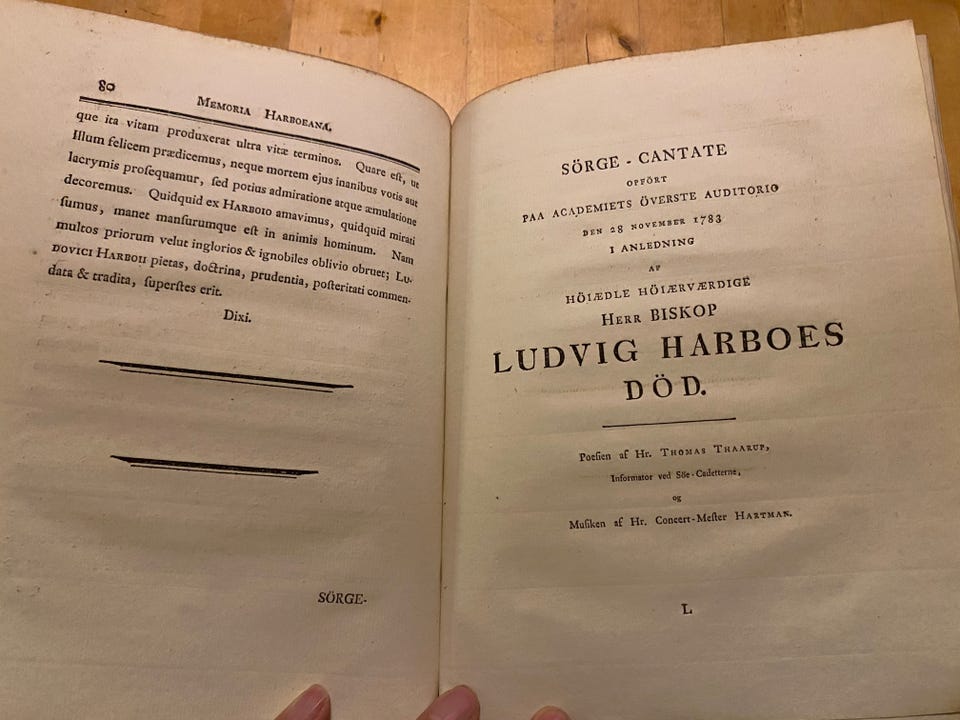 80
MEMORIA HARBOEANA.
que ita vitam produxerat ultra vitæ terminos. Quare eſt, ut
illum felicem prædicemus, neque mortem ejus inanibus votis aut
lacrymis proſequamur, ſed potius admiratione atque æmulatione
decoremus. Quidquid ex HARBOIO amavimus, quidquid mirati
ſumus, manet manſurumque eſt in animis hominum. Nam
multos priorum velut inglorios & ignobiles oblivio obruet; LU-
DOVICI HARBOII pietas, doctrina, prudentia, poſteritati commen-
data & tradita, ſuperſtes erit.
Dixi.
SÖRGE-
SÖRGE - CANTATE
OPFÖRT
PAA ACADEMIETS ÖVERSTE AUDITORIO
DEN 28 NOVEMBER 1783
I ANLEDNING
AF
HÖIÆDLE HÖIÆRVÆRDIGE
HERR BISKOP
LUDVIG HARBOES
DÖD.
Poeſien af Hr. THOMAS THAARUP,
Informator ved Söe-Cadetterne,
og
Muſiken af Hr. Concert-Meſter HARTMAN.
L